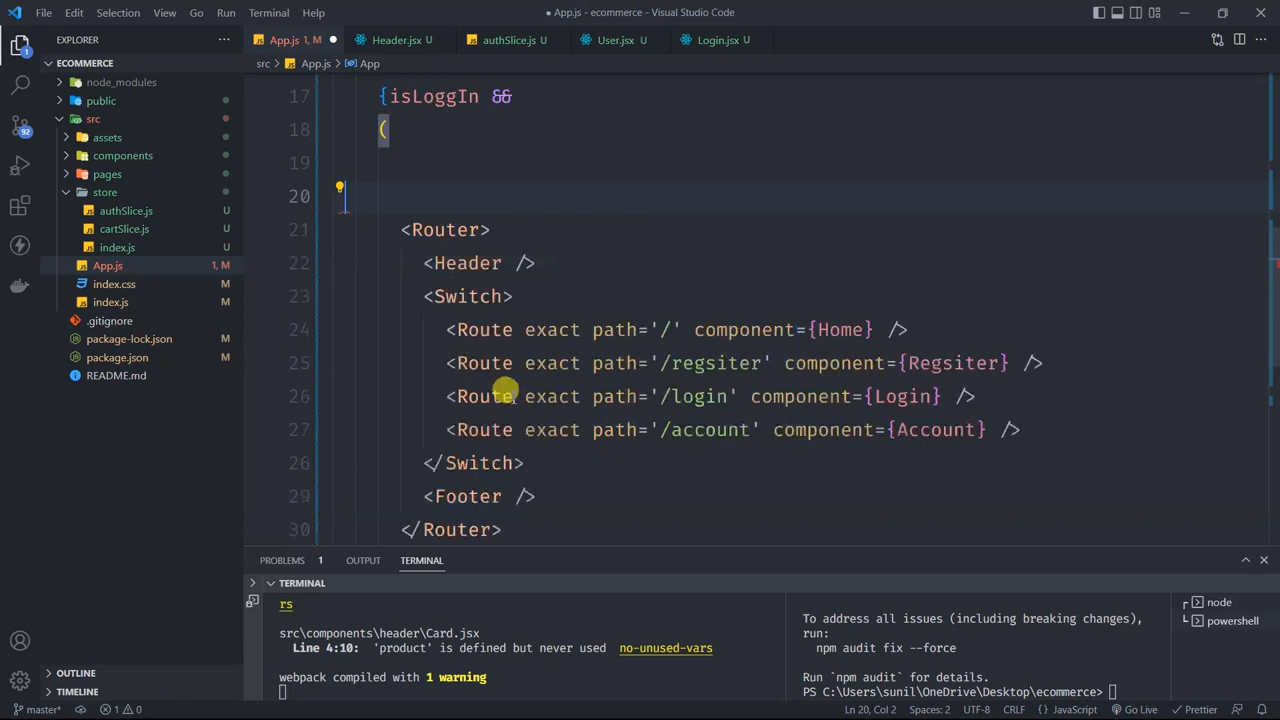 File Edit Selection View Go Run Terminal Help
● App.js - ecommerce - Visual Studio Code
EXPLORER
ECOMMERCE
node_modules
public
src
assets
components
pages
store
authSlice.js U
cartSlice.js U
index.js U
App.js 1, M
index.css M
index.js M
.gitignore
package-lock.json M
package.json M
README.md
OUTLINE
TIMELINE
1
92
App.js 1, M ●
Header.jsx U
authSlice.js U
User.jsx U
Login.jsx U
src > App.js > App
17 {isLoggIn &&
18 (
19
20
21 <Router>
22 <Header />
23 <Switch>
24 <Route exact path='/' component={Home} />
25 <Route exact path='/regsiter' component={Regsiter} />
26 <Route exact path='/login' component={Login} />
27 <Route exact path='/account' component={Account} />
26 </Switch>
29 <Footer />
30 </Router>
PROBLEMS 1 OUTPUT TERMINAL
TERMINAL
rs
src\components\header\Card.jsx
Line 4:10: 'product' is defined but never used no-unused-vars
webpack compiled with 1 warning
To address all issues (including breaking changes),
run:
npm audit fix --force
Run `npm audit` for details.
PS C:\Users\sunil\OneDrive\Desktop\ecommerce>
node
powershell
master* 1 0 Ln 20, Col 2 Spaces: 2 UTF-8 CRLF JavaScript Go Live Prettier